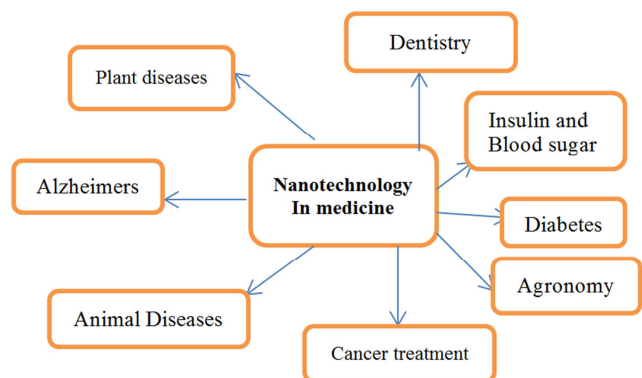 Dentistry
Plant diseases
Insulin and
Blood sugar
Nanotechnology
In medicine
Alzheimers
Diabetes
Agronomy
Animal Diseases
Cancer treatment